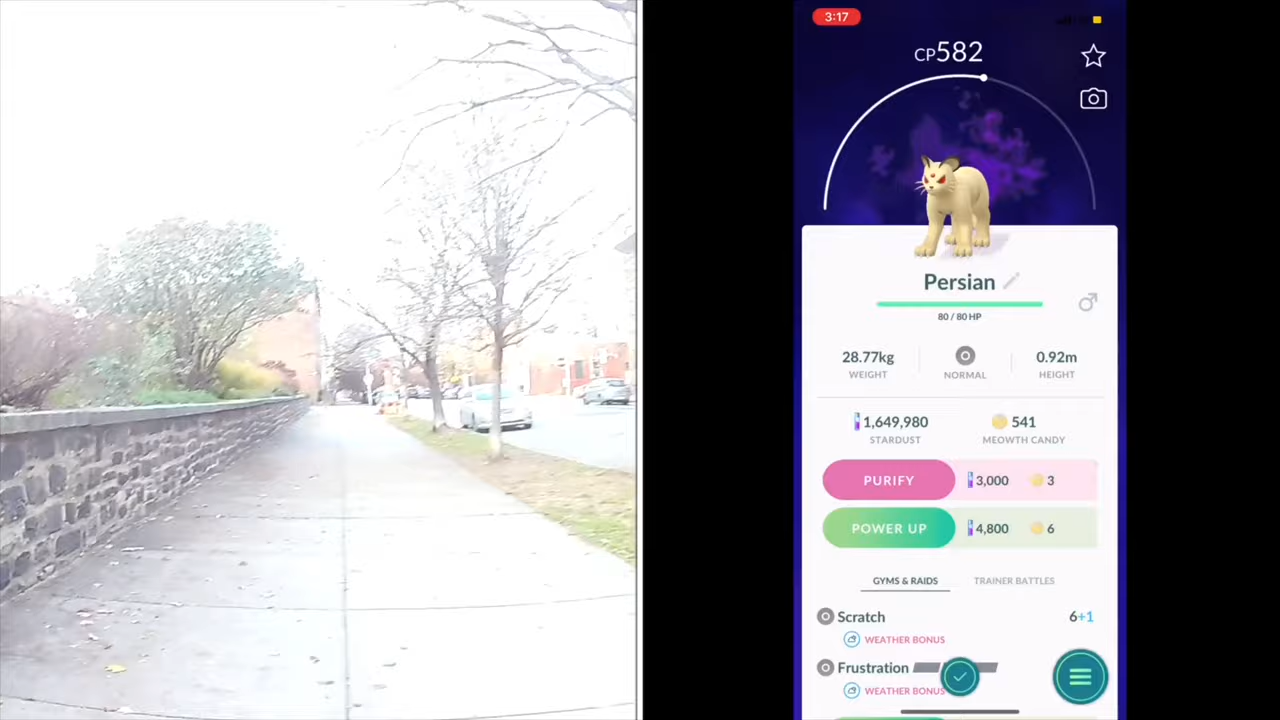 3:17
CP582
Persian
80 / 80 HP
28.77kg
WEIGHT
NORMAL
0.92m
HEIGHT
1,649,980
STARDUST
541
MEOWTH CANDY
PURIFY
3,000
3
POWER UP
4,800
6
GYMS & RAIDS
TRAINER BATTLES
Scratch
6+1
WEATHER BONUS
Frustration
WEATHER BONUS